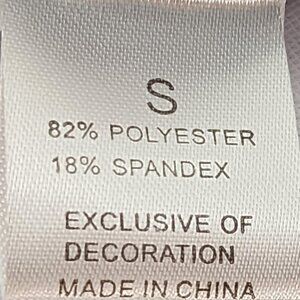 S
82% POLYESTER
18% SPANDEX
EXCLUSIVE OF
DECORATION
MADE IN CHINA